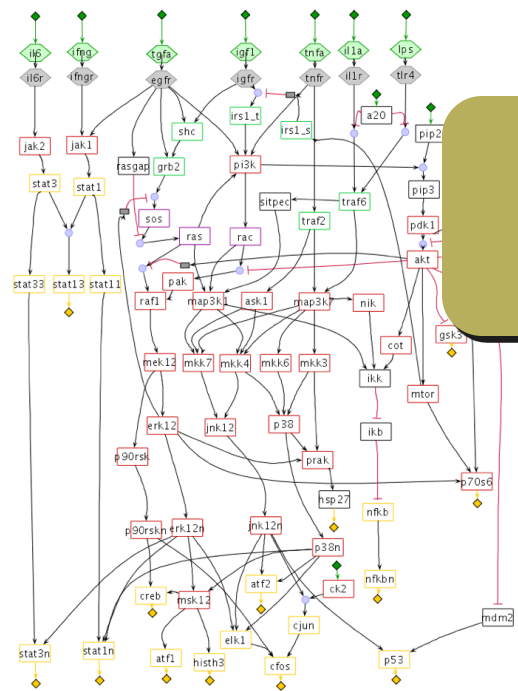 il6 ifng tgfa igf1 tnfa il1a lps
il6r ifngr egfr igfr tnfr il1r tlr4
a20
irs1_t
irs1_s
shc
pip2
jak2 jak1
rasgap grb2 pi3k
stat3 stat1 pip3
sitpec traf6
sos traf2 pdk1
ras rac
akt
stat33 stat13 stat11 pak
raf1 map3k1 ask1 map3k nik
gsk3
cot
mek12 mkk7 mkk4 mkk6 mkk3
ikk
mtor
erk12 jnk12 p38 ikb
p90rsk prak
p70s6
hsp27
nfkb
p90rskn erk12n jnk12n
p38n
nfkbn
creb msk12 atf2 ck2
mdm2
cjun
elk1
stat3n stat1n atf1 histh3 cfos p53